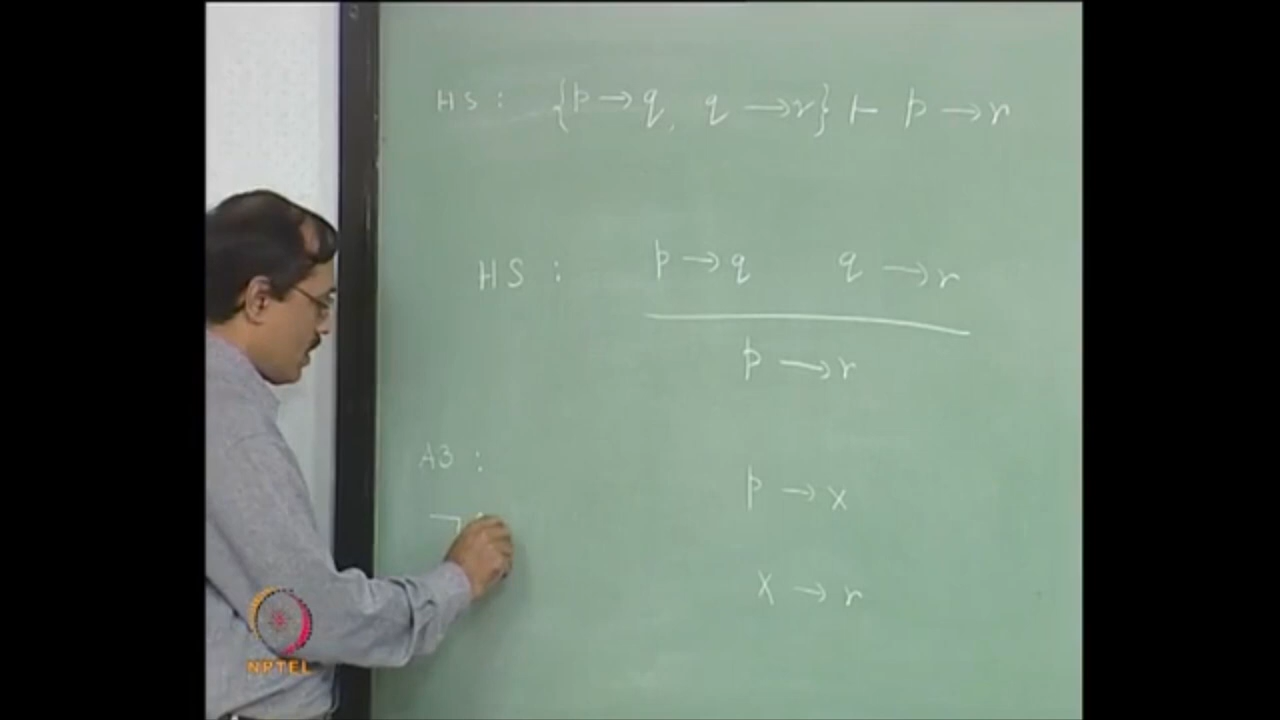 HS : {p → q, q → r} ⊢ p → r
HS : p → q q → r
p → r
A3 :
p → x
¬
x → r
NPTEL